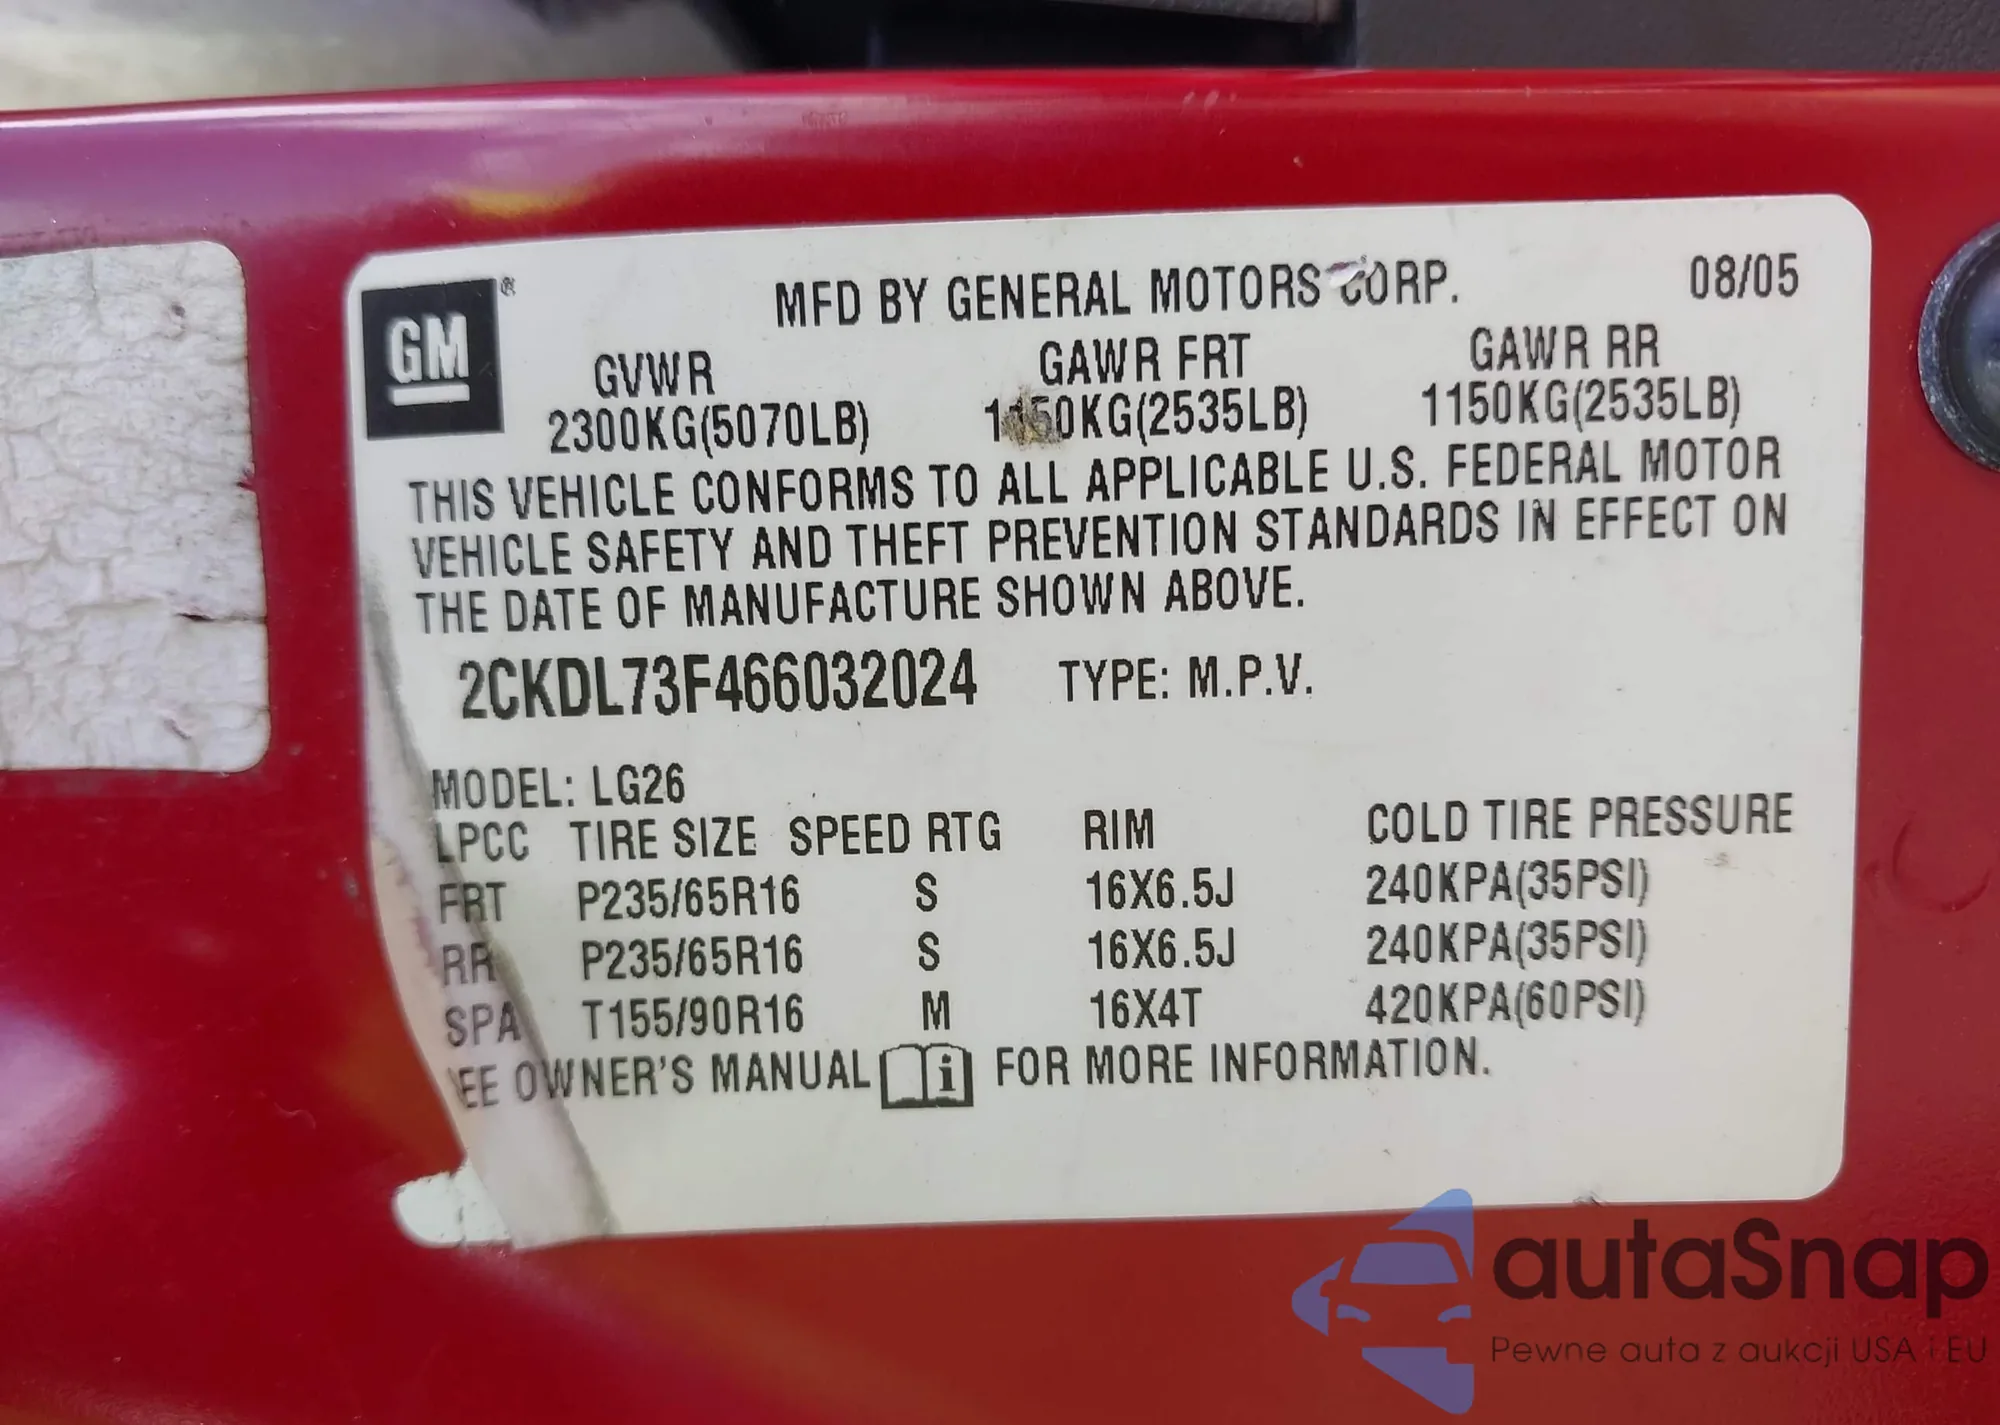 GM ®
MFD BY GENERAL MOTORS CORP. 08/05
GVWR GAWR FRT GAWR RR
2300KG(5070LB) 1150KG(2535LB) 1150KG(2535LB)
THIS VEHICLE CONFORMS TO ALL APPLICABLE U.S. FEDERAL MOTOR
VEHICLE SAFETY AND THEFT PREVENTION STANDARDS IN EFFECT ON
THE DATE OF MANUFACTURE SHOWN ABOVE.
2CKDL73F466032024 TYPE: M.P.V.
MODEL: LG26
LPCC TIRE SIZE SPEED RTG RIM COLD TIRE PRESSURE
FRT P235/65R16 S 16X6.5J 240KPA(35PSI)
RR P235/65R16 S 16X6.5J 240KPA(35PSI)
SPA T155/90R16 M 16X4T 420KPA(60PSI)
EE OWNER'S MANUAL i FOR MORE INFORMATION.
autaSnap
Pewne auta z aukcji USA i EU